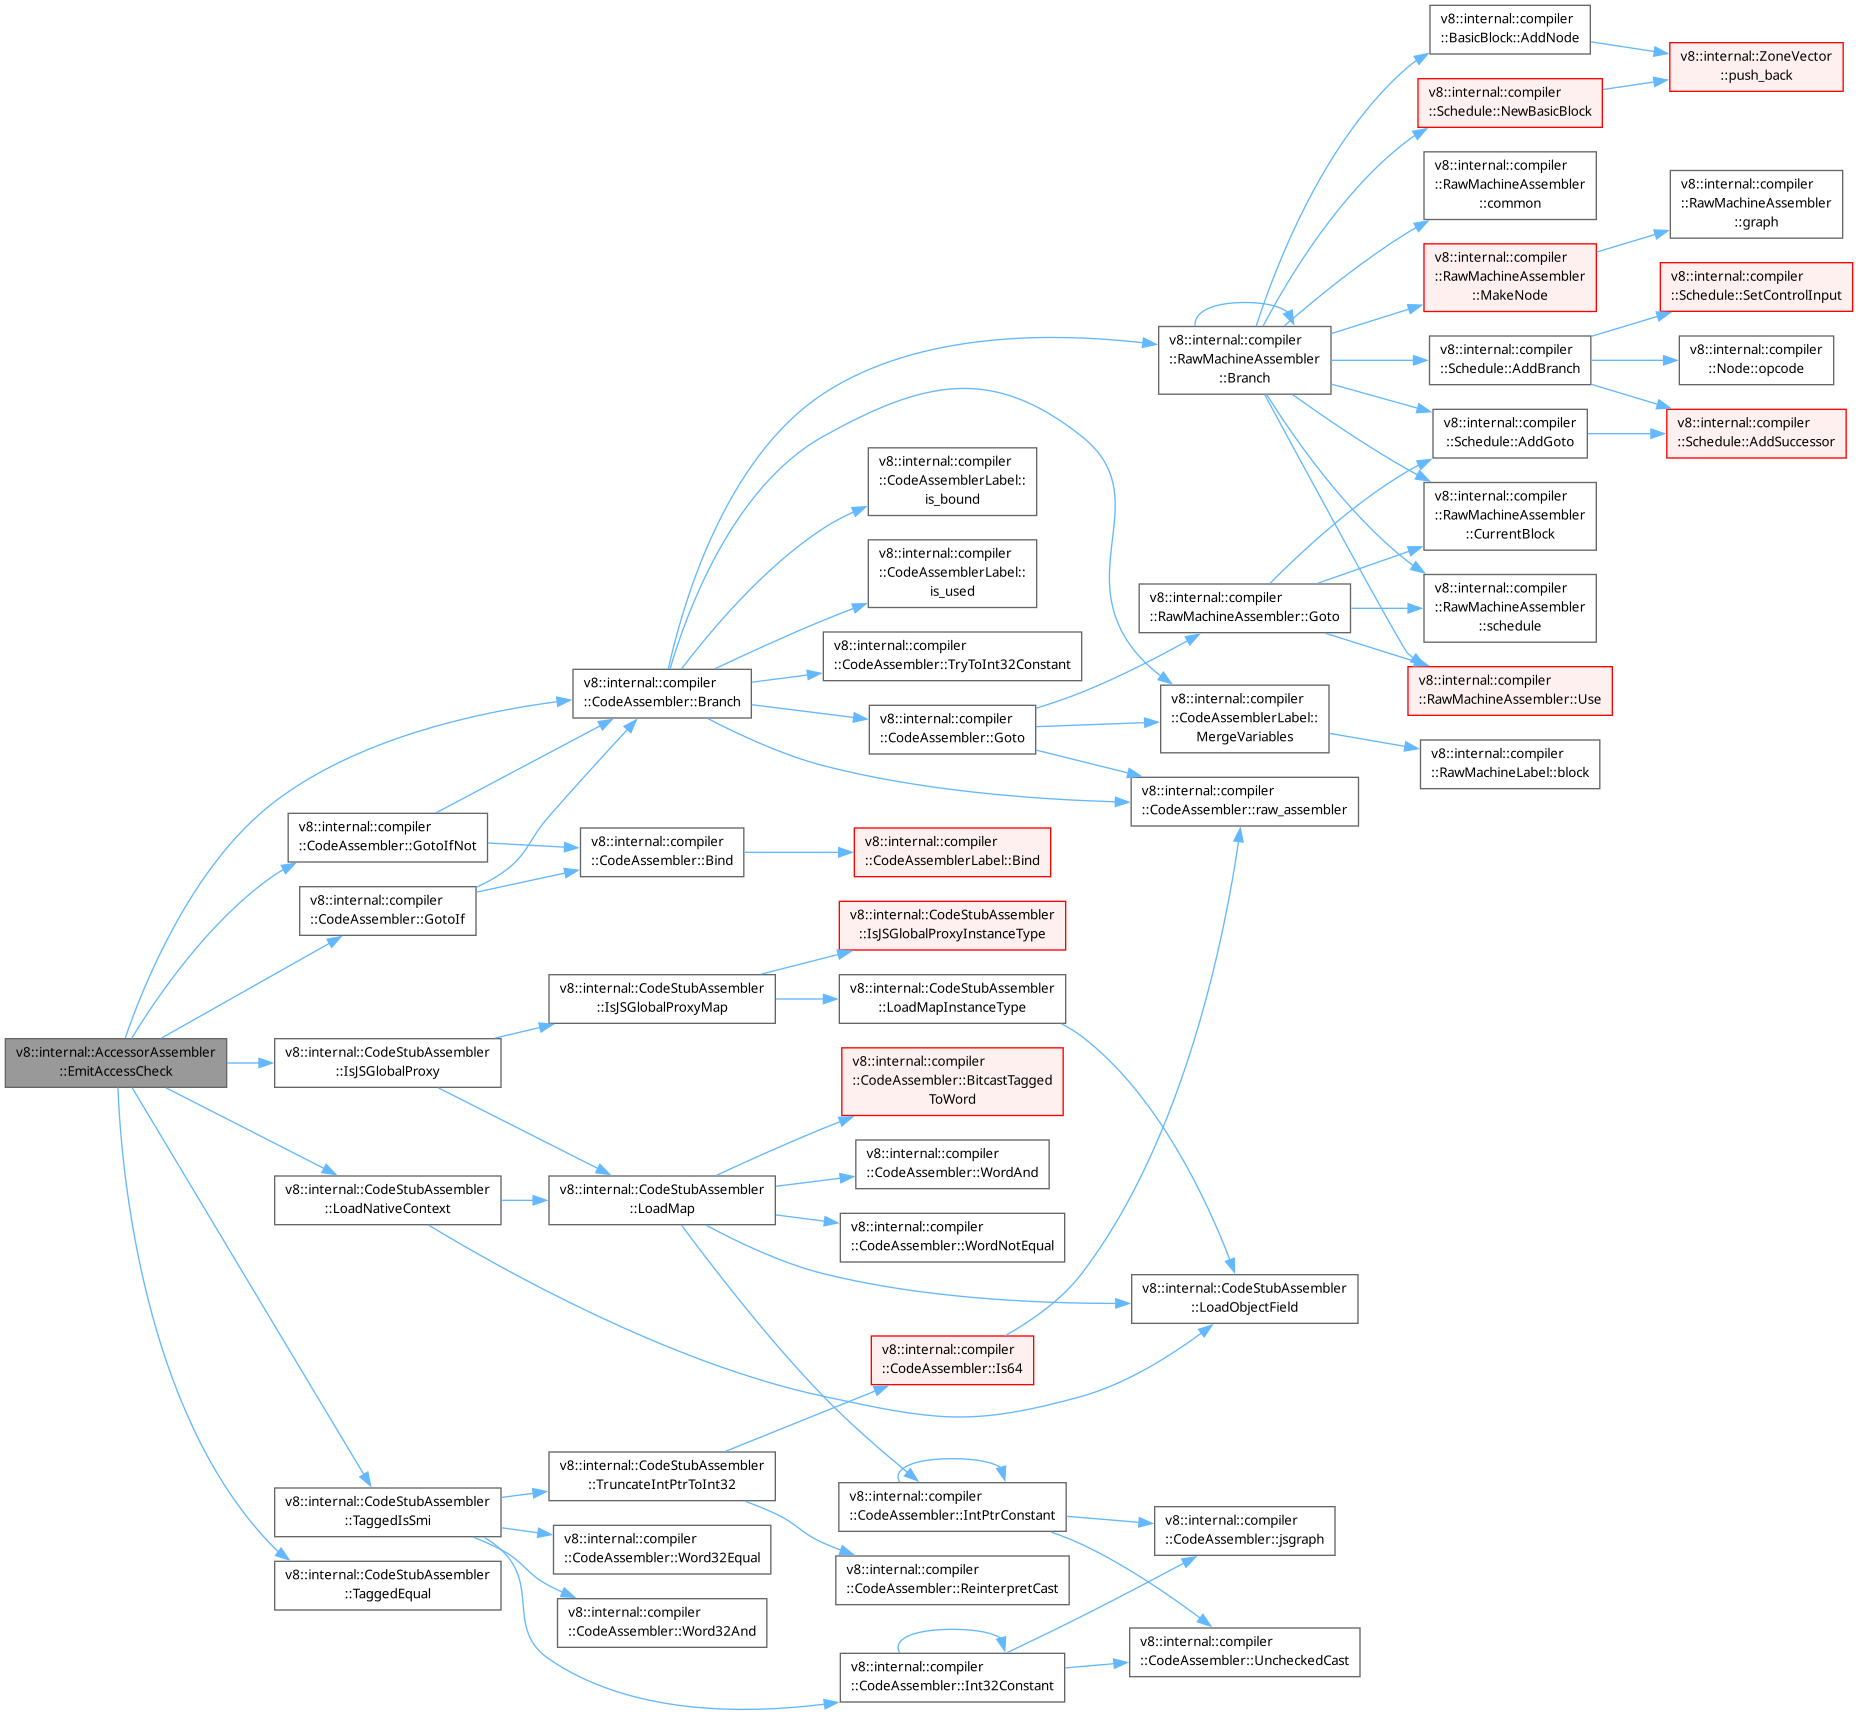 v8::internal::AccessorAssembler
::EmitAccessCheck
v8::internal::compiler
::CodeAssembler::Branch
v8::internal::compiler
::CodeAssembler::GotoIfNot
v8::internal::compiler
::CodeAssembler::GotoIf
v8::internal::CodeStubAssembler
::IsJSGlobalProxy
v8::internal::CodeStubAssembler
::LoadNativeContext
v8::internal::CodeStubAssembler
::TaggedIsSmi
v8::internal::CodeStubAssembler
::TaggedEqual
v8::internal::compiler
::CodeAssembler::Bind
v8::internal::CodeStubAssembler
::IsJSGlobalProxyMap
v8::internal::CodeStubAssembler
::LoadMap
v8::internal::CodeStubAssembler
::TruncateIntPtrToInt32
v8::internal::compiler
::CodeAssembler::Word32Equal
v8::internal::compiler
::CodeAssembler::Word32And
v8::internal::compiler
::CodeAssemblerLabel::
is_bound
v8::internal::compiler
::CodeAssemblerLabel::
is_used
v8::internal::compiler
::CodeAssembler::TryToInt32Constant
v8::internal::compiler
::CodeAssembler::Goto
v8::internal::compiler
::CodeAssemblerLabel::Bind
v8::internal::CodeStubAssembler
::IsJSGlobalProxyInstanceType
v8::internal::CodeStubAssembler
::LoadMapInstanceType
v8::internal::compiler
::CodeAssembler::BitcastTagged
ToWord
v8::internal::compiler
::CodeAssembler::WordAnd
v8::internal::compiler
::CodeAssembler::WordNotEqual
v8::internal::compiler
::CodeAssembler::Is64
v8::internal::compiler
::CodeAssembler::IntPtrConstant
v8::internal::compiler
::CodeAssembler::ReinterpretCast
v8::internal::compiler
::CodeAssembler::Int32Constant
v8::internal::compiler
::RawMachineAssembler
::Branch
v8::internal::compiler
::RawMachineAssembler::Goto
v8::internal::compiler
::CodeAssemblerLabel::
MergeVariables
v8::internal::compiler
::CodeAssembler::raw_assembler
v8::internal::CodeStubAssembler
::LoadObjectField
v8::internal::compiler
::CodeAssembler::jsgraph
v8::internal::compiler
::CodeAssembler::UncheckedCast
v8::internal::compiler
::BasicBlock::AddNode
v8::internal::compiler
::Schedule::NewBasicBlock
v8::internal::compiler
::RawMachineAssembler
::common
v8::internal::compiler
::RawMachineAssembler
::MakeNode
v8::internal::compiler
::Schedule::AddBranch
v8::internal::compiler
::Schedule::AddGoto
v8::internal::compiler
::RawMachineAssembler
::CurrentBlock
v8::internal::compiler
::RawMachineAssembler
::schedule
v8::internal::compiler
::RawMachineAssembler::Use
v8::internal::compiler
::RawMachineLabel::block
v8::internal::ZoneVector
::push_back
v8::internal::compiler
::RawMachineAssembler
::graph
v8::internal::compiler
::Schedule::SetControlInput
v8::internal::compiler
::Node::opcode
v8::internal::compiler
::Schedule::AddSuccessor